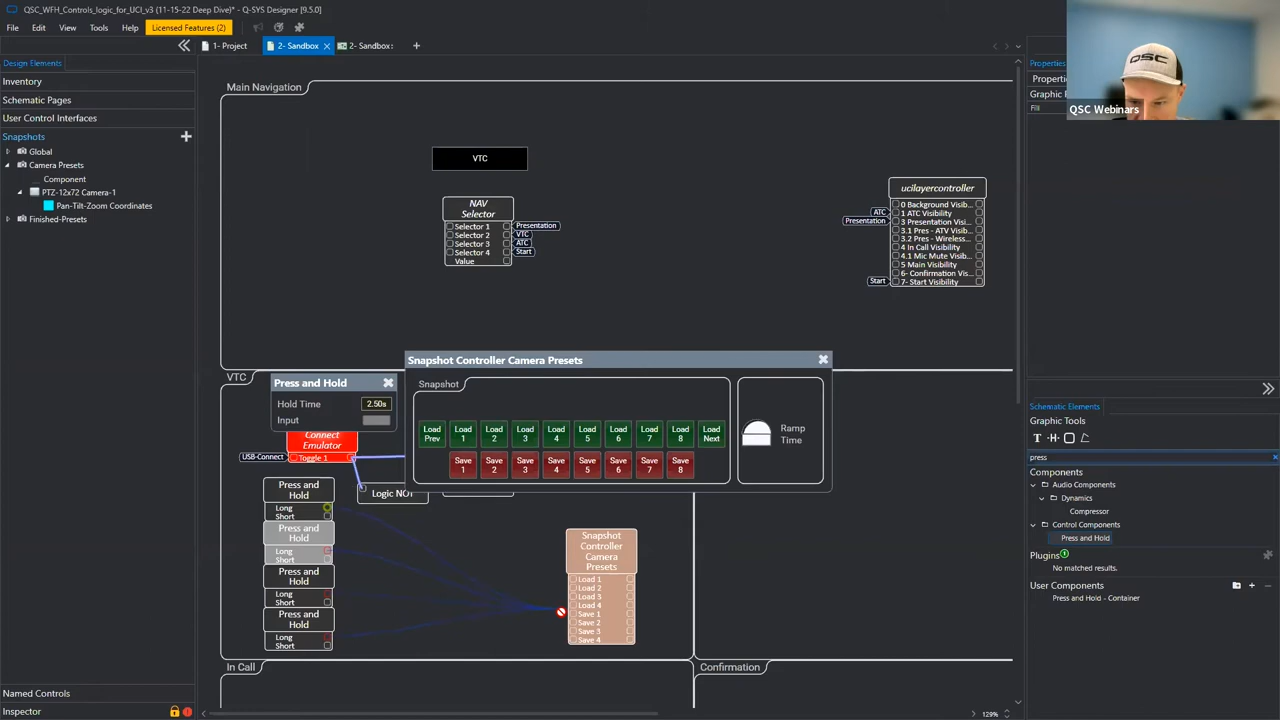 QSC_WFH_Controls_logic_for_UCI_v3 (11-15-22 Deep Dive)* - Q-SYS Designer [9.5.0]
File Edit View Tools Help Licensed Features (2)
Design Elements
Inventory
Schematic Pages
User Control Interfaces
Snapshots
Global
Camera Presets
Component
PTZ-12x72 Camera-1
Pan-Tilt-Zoom Coordinates
Finished-Presets
Named Controls
Inspector
1- Project
2- Sandbox
2- Sandbox:
Main Navigation
VTC
NAV
Selector
Selector 1
Selector 2
Selector 3
Selector 4
Value
Presentation
VTC
ATC
Start
ATC
Presentation
Start
ucilayercontroller
0 Background Visib...
1 ATC Visibility
3 Presentation Visi...
3.1 Pres - ATV Visibi...
3.2 Pres - Wireless...
4 In Call Visibility
4.1 Mic Mute Visib...
5 Main Visibility
6- Confirmation Vis...
7- Start Visibility
VTC
Press and Hold
Hold Time 2.50s
Input
Snapshot Controller Camera Presets
Snapshot
Load
Prev
Load
1
Load
2
Load
3
Load
4
Load
5
Load
6
Load
7
Load
8
Load
Next
Save
1
Save
2
Save
3
Save
4
Save
5
Save
6
Save
7
Save
8
Ramp
Time
Connect
Emulator
USB-Connect
Toggle 1
Logic NOT
Press and
Hold
Long
Short
Press and
Hold
Long
Short
Press and
Hold
Long
Short
Press and
Hold
Long
Short
Snapshot
Controller
Camera
Presets
Load 1
Load 2
Load 3
Load 4
Save 1
Save 2
Save 3
Save 4
In Call
Confirmation
129%
Properties
Graphic
Fill
QSC
QSC Webinars
Schematic Elements
Graphic Tools
press
Components
Audio Components
Dynamics
Compressor
Control Components
Press and Hold
Plugins
No matched results.
User Components
Press and Hold - Container